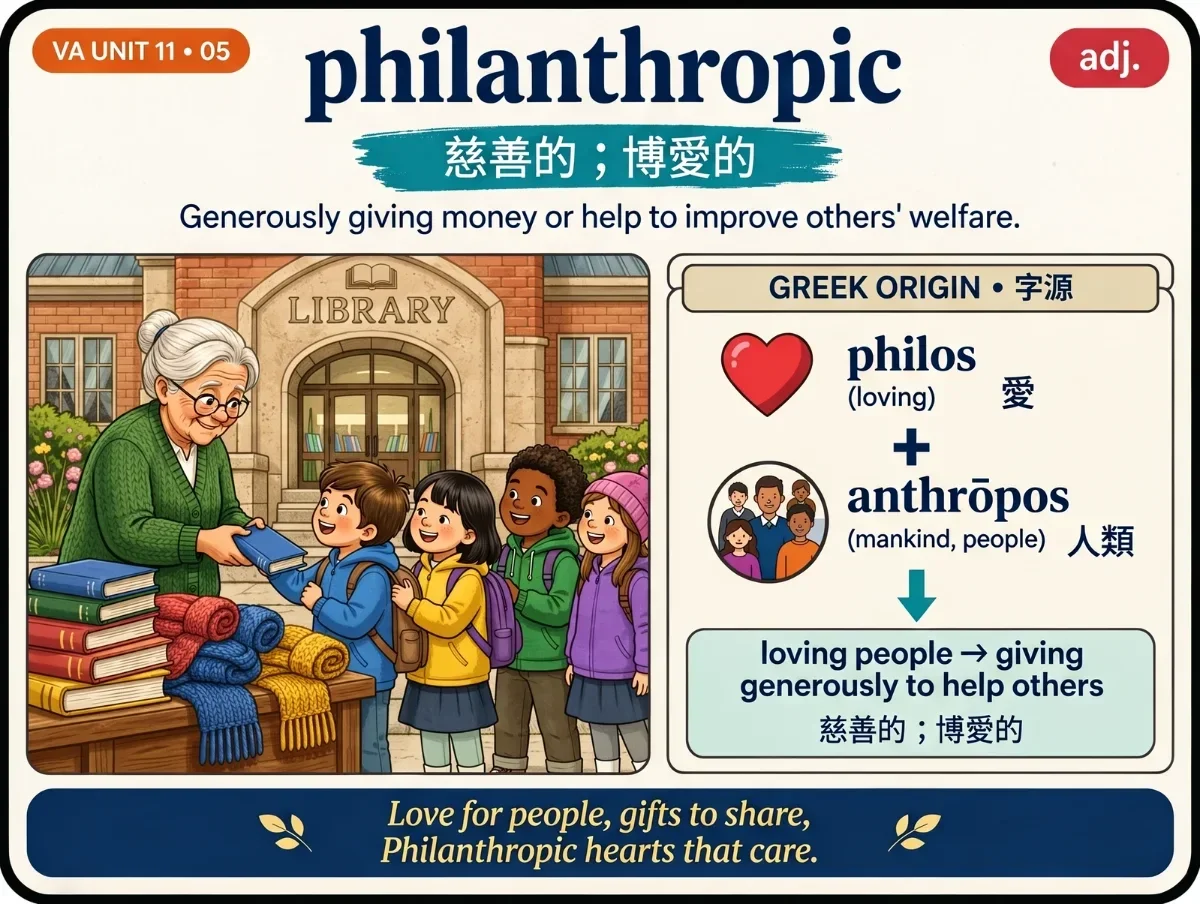 VA UNIT 11 • 05
philanthropic
adj.
慈善的；博愛的
Generously giving money or help to improve others' welfare.
LIBRARY
GREEK ORIGIN • 字源
philos
(loving) 愛
+
anthrōpos
(mankind, people) 人類
loving people → giving
generously to help others
慈善的；博愛的
Love for people, gifts to share,
Philanthropic hearts that care.